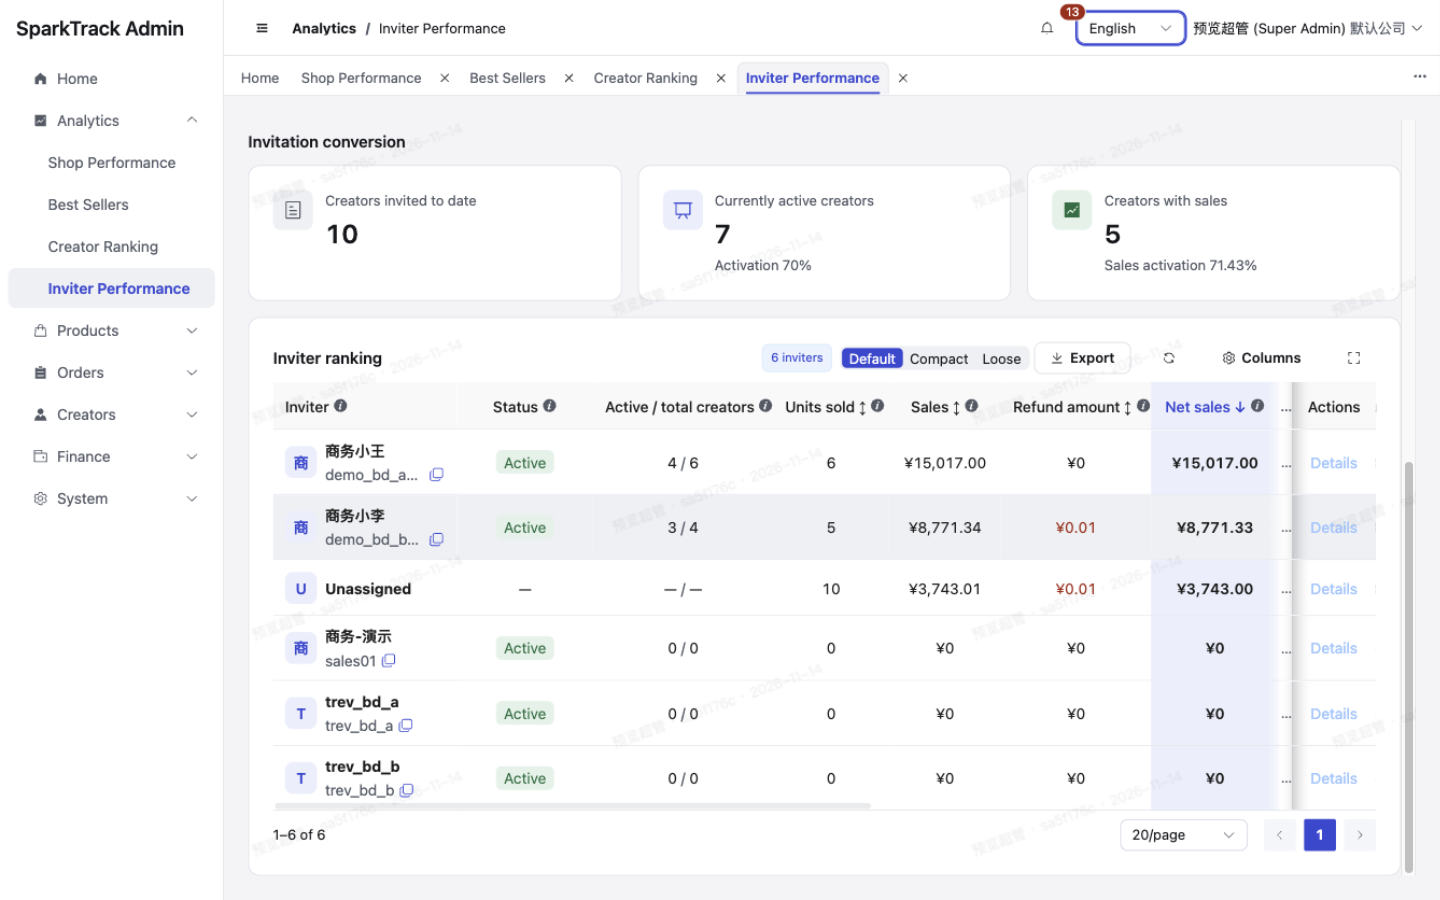 SparkTrack Admin
Analytics / Inviter Performance
13
English
预览超管 (Super Admin) 默认公司
Home
Shop Performance
Best Sellers
Creator Ranking
Inviter Performance
Home
Analytics
Shop Performance
Best Sellers
Creator Ranking
Inviter Performance
Products
Orders
Creators
Finance
System
Invitation conversion
Creators invited to date
10
Currently active creators
7
Activation 70%
Creators with sales
5
Sales activation 71.43%
Inviter ranking
6 inviters
Default Compact Loose
Export
Columns
Inviter Status Active / total creators Units sold Sales Refund amount Net sales ... Actions
商 商务小王
demo_bd_a... Active 4 / 6 6 ¥15,017.00 ¥0 ¥15,017.00 ... Details
商 商务小李
demo_bd_b... Active 3 / 4 5 ¥8,771.34 ¥0.01 ¥8,771.33 ... Details
U Unassigned — — / — 10 ¥3,743.01 ¥0.01 ¥3,743.00 ... Details
商 商务-演示
sales01 Active 0 / 0 0 ¥0 ¥0 ¥0 ... Details
T trev_bd_a
trev_bd_a Active 0 / 0 0 ¥0 ¥0 ¥0 ... Details
T trev_bd_b
trev_bd_b Active 0 / 0 0 ¥0 ¥0 ¥0 ... Details
1–6 of 6
20/page
1
预览超管 · sa5f176c · 2026-11-14